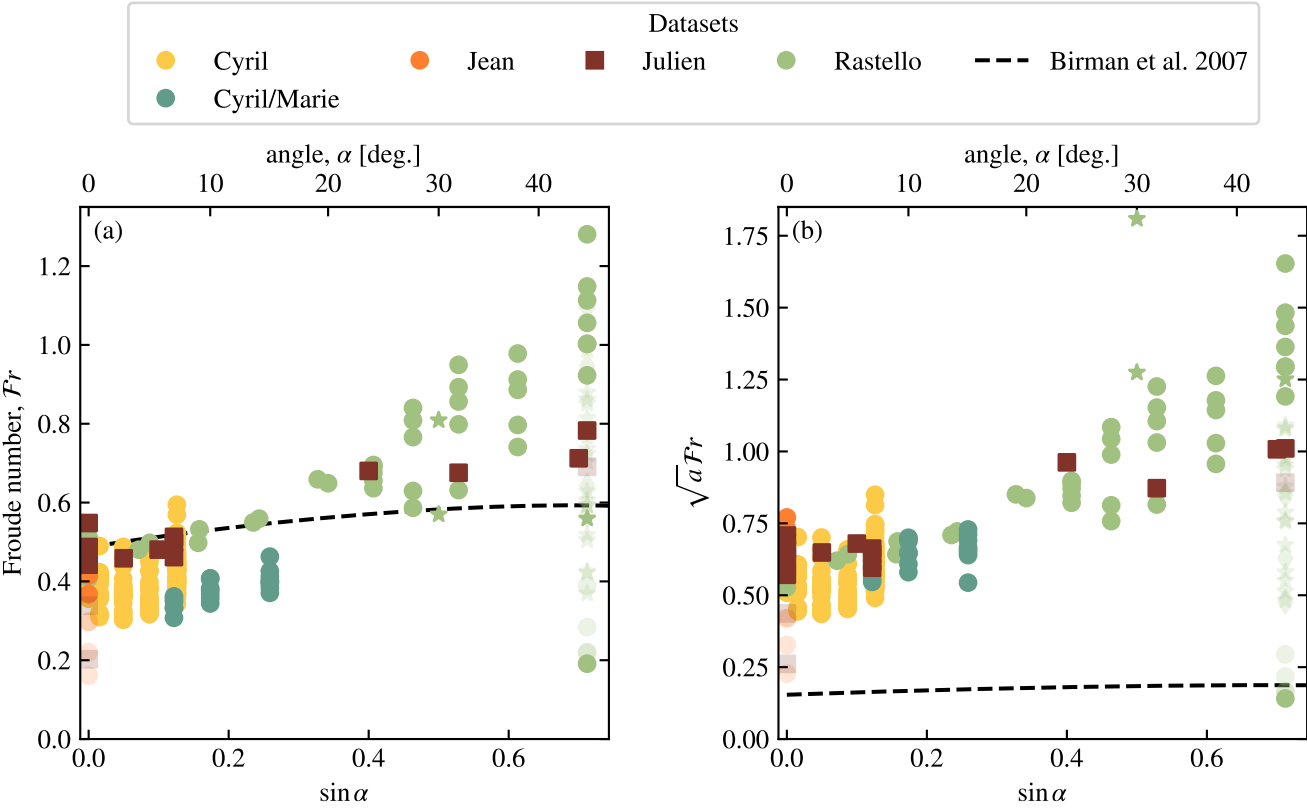 Datasets
Cyril Jean Julien Rastello Birman et al. 2007
Cyril/Marie
angle, α [deg.]
0 10 20 30 40
(a)
Froude number, Fr
1.2
1.0
0.8
0.6
0.4
0.2
0.0
0.0 0.2 0.4 0.6
sin α
angle, α [deg.]
0 10 20 30 40
(b)
√aFr
1.75
1.50
1.25
1.00
0.75
0.50
0.25
0.00
0.0 0.2 0.4 0.6
sin α